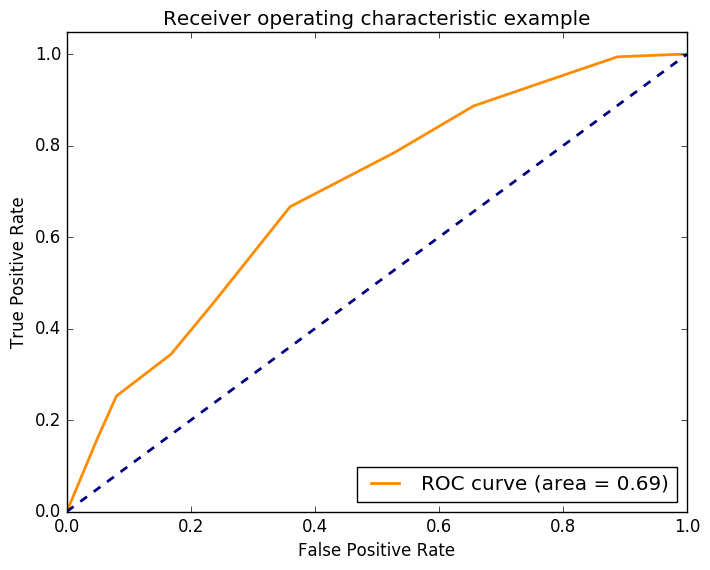 Receiver operating characteristic example
1.0
0.8
0.6
0.4
0.2
0.0
True Positive Rate
ROC curve (area = 0.69)
0.0 0.2 0.4 0.6 0.8 1.0
False Positive Rate